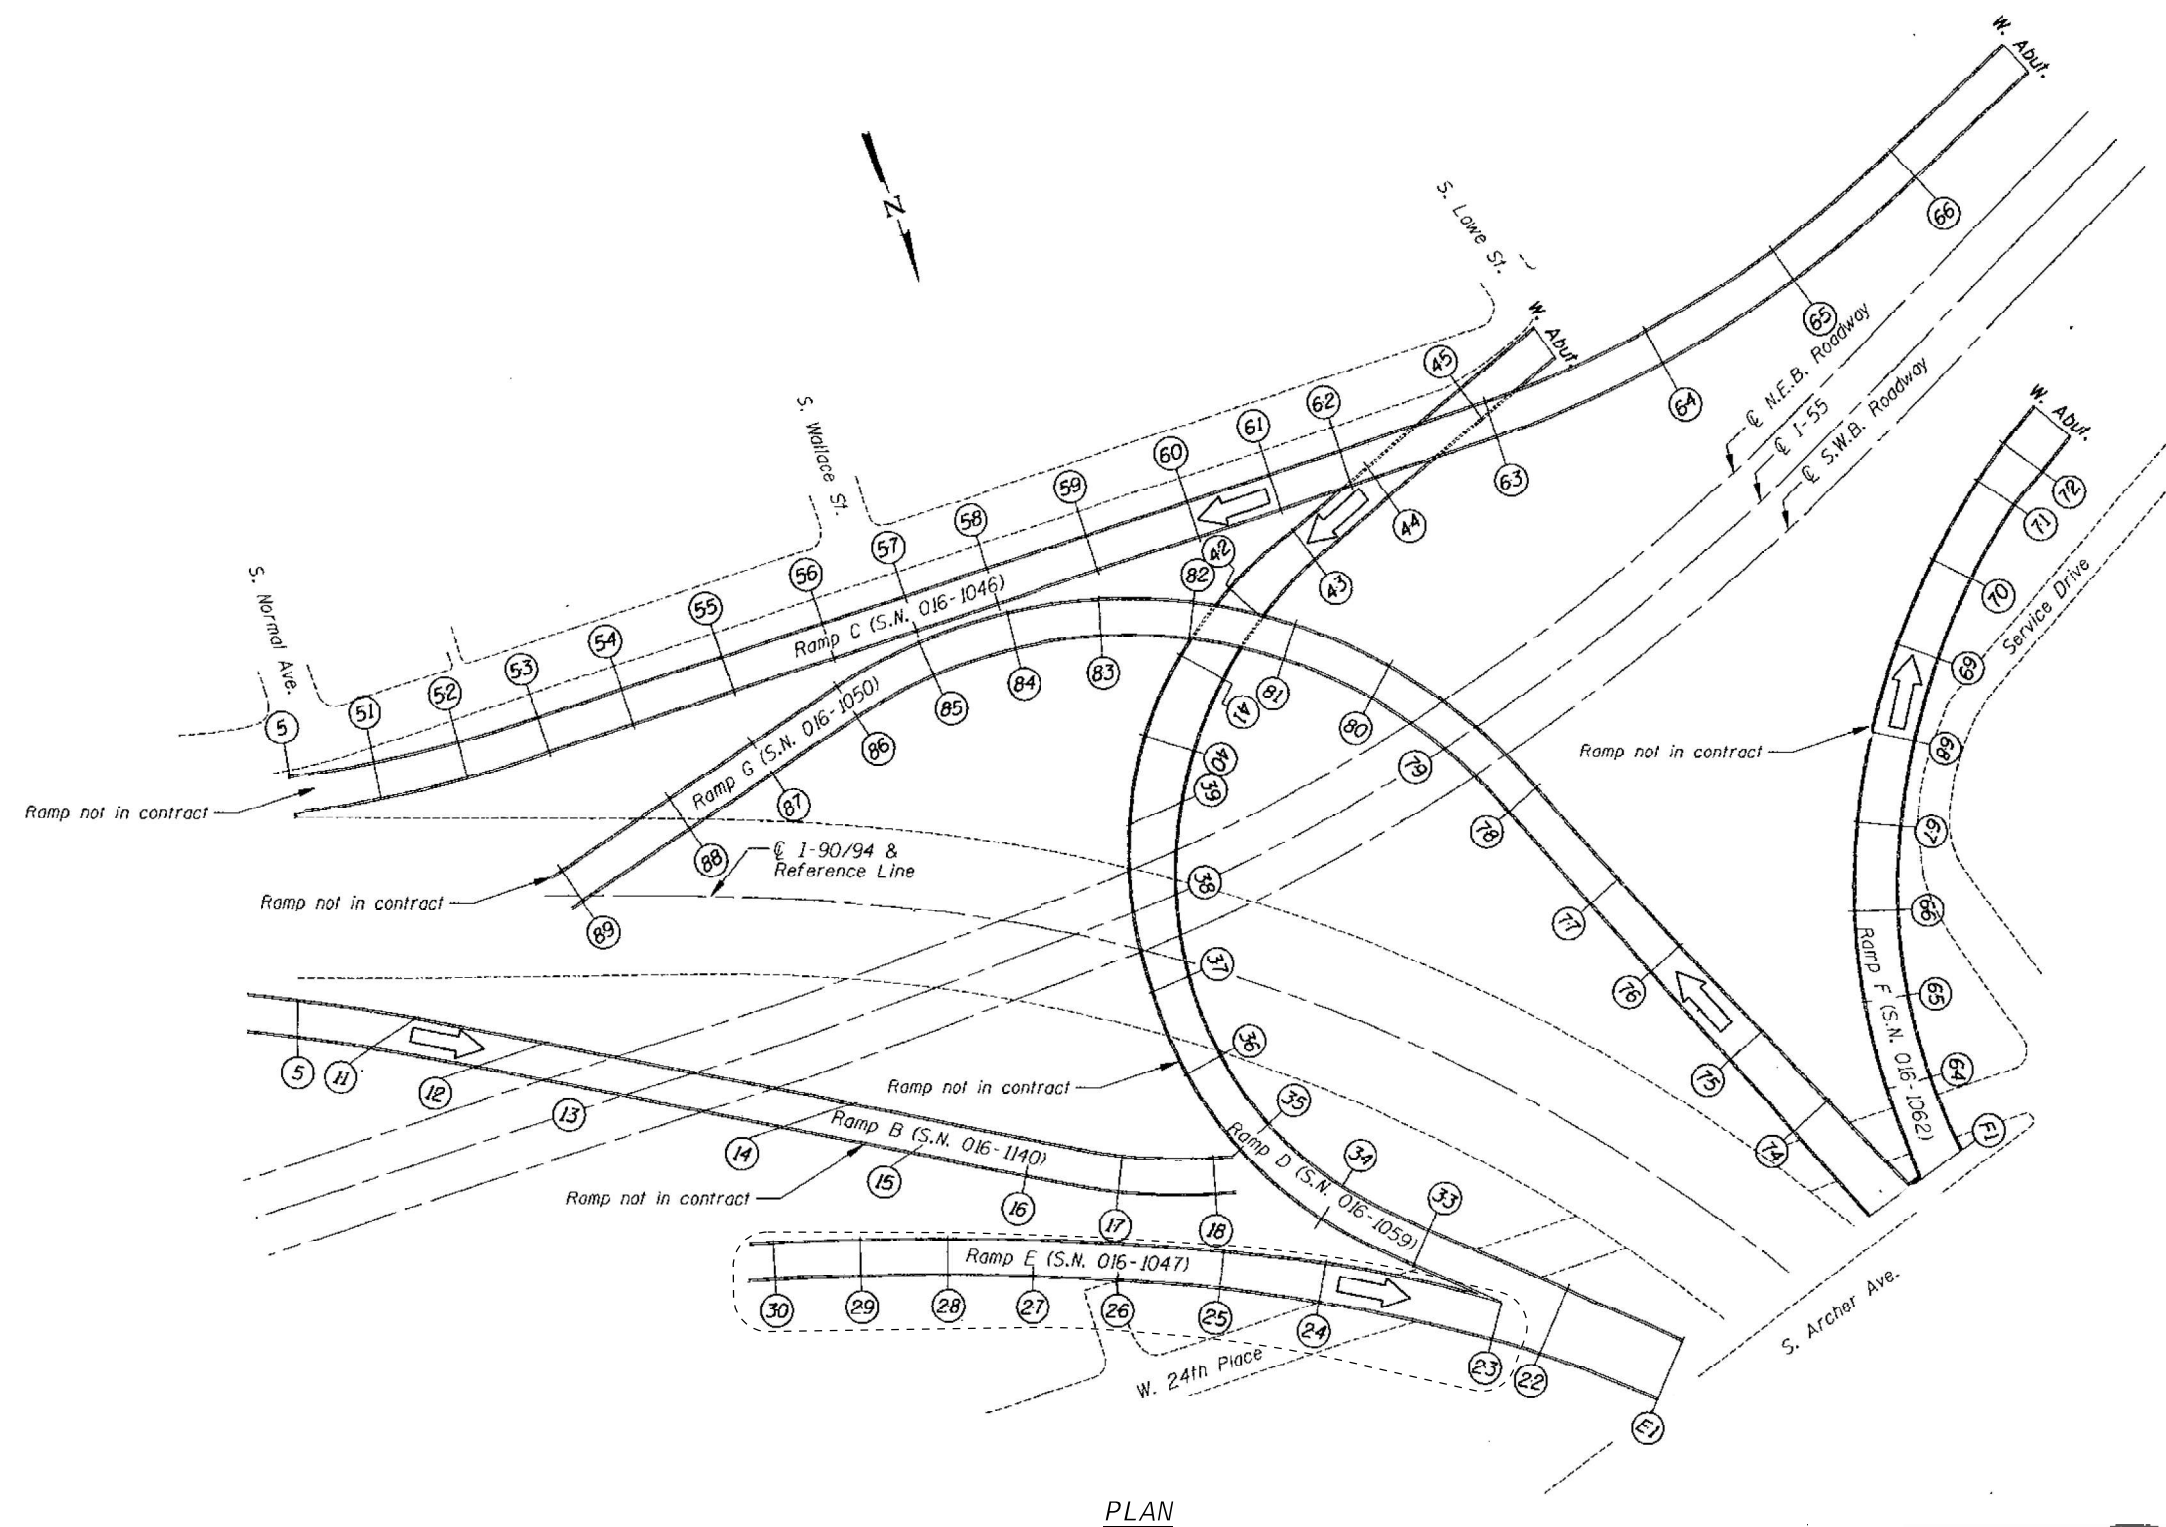 W. Abut.
N
S. Lowe St.
66
65
W. Abut.
45
62
64
61
60
63
59
44
℄ N.E.B. Roadway
℄ I-55
℄ S.W.B. Roadway
W. Abut.
72
71
70
Service Drive
69
68
Ramp not in contract
67
66
65
64
F1
Ramp F (S.N. 016-1062)
S. Wallace St.
58
57
56
55
54
53
52
51
5
S. Normal Ave.
Ramp C (S.N. 016-1046)
42
82
43
83
84
85
86
87
88
89
41
81
80
79
78
77
76
75
74
40
39
38
37
36
35
34
33
Ramp G (S.N. 016-1050)
Ramp not in contract
℄ I-90/94 &
Reference Line
Ramp not in contract
5
11
12
13
14
15
16
17
18
Ramp not in contract
Ramp B (S.N. 016-1140)
Ramp not in contract
Ramp D (S.N. 016-1059)
Ramp E (S.N. 016-1047)
30
29
28
27
26
25
24
23
22
E1
W. 24th Place
S. Archer Ave.
PLAN